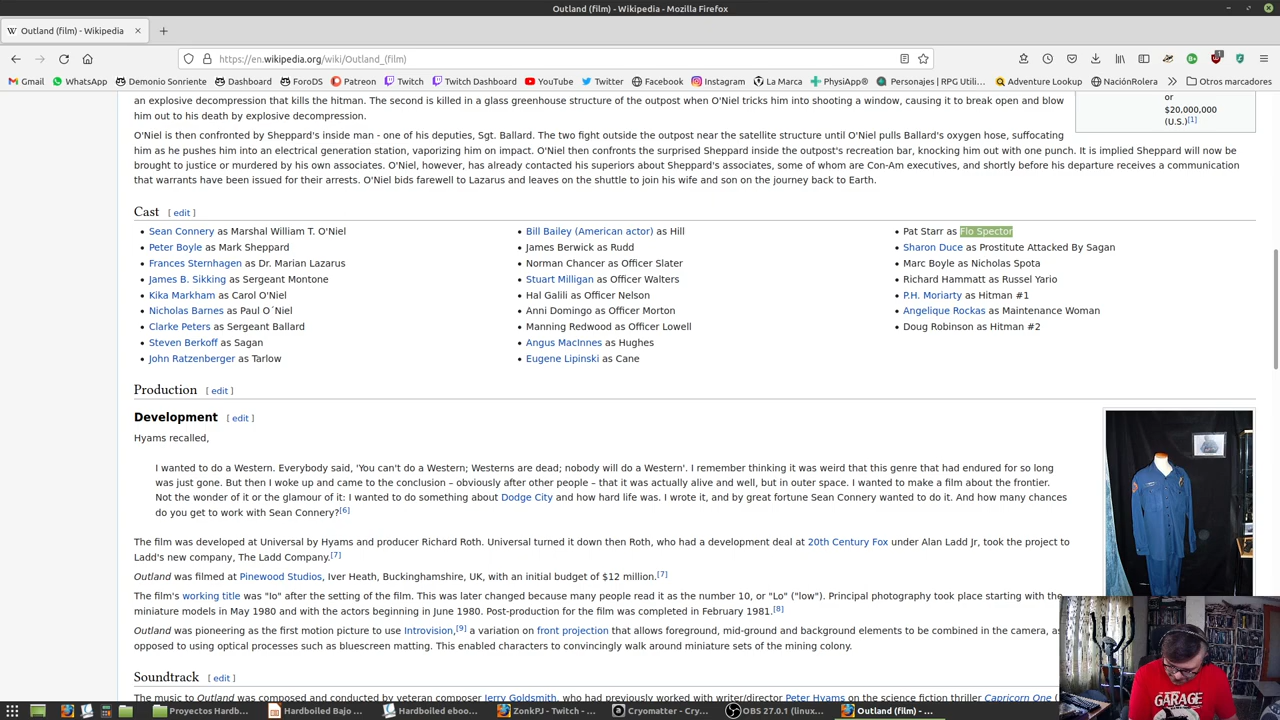 Outland (film) - Wikipedia - Mozilla Firefox
W Outland (film) - Wikipedia
https://en.wikipedia.org/wiki/Outland_(film)
1
Gmail WhatsApp Demonio Sonriente Dashboard ForoDS Patreon Twitch Twitch Dashboard YouTube Twitter Facebook Instagram La Marca PhysiApp® Personajes | RPG Utili... Adventure Lookup NaciónRolera Otros marcadores
an explosive decompression that kills the hitman. The second is killed in a glass greenhouse structure of the outpost when O'Niel tricks him into shooting a window, causing it to break open and blow
him out to his death by explosive decompression.
or
$20,000,000
(U.S.)[1]
O'Niel is then confronted by Sheppard's inside man - one of his deputies, Sgt. Ballard. The two fight outside the outpost near the satellite structure until O'Niel pulls Ballard's oxygen hose, suffocating
him as he pushes him into an electrical generation station, vaporizing him on impact. O'Niel then confronts the surprised Sheppard inside the outpost's recreation bar, knocking him out with one punch. It is implied Sheppard will now be
brought to justice or murdered by his own associates. O'Niel, however, has already contacted his superiors about Sheppard's associates, some of whom are Con-Am executives, and shortly before his departure receives a communication
that warrants have been issued for their arrests. O'Niel bids farewell to Lazarus and leaves on the shuttle to join his wife and son on the journey back to Earth.
Cast [ edit ]
• Sean Connery as Marshal William T. O'Niel
• Peter Boyle as Mark Sheppard
• Frances Sternhagen as Dr. Marian Lazarus
• James B. Sikking as Sergeant Montone
• Kika Markham as Carol O'Niel
• Nicholas Barnes as Paul O´Niel
• Clarke Peters as Sergeant Ballard
• Steven Berkoff as Sagan
• John Ratzenberger as Tarlow
• Bill Bailey (American actor) as Hill
• James Berwick as Rudd
• Norman Chancer as Officer Slater
• Stuart Milligan as Officer Walters
• Hal Galili as Officer Nelson
• Anni Domingo as Officer Morton
• Manning Redwood as Officer Lowell
• Angus MacInnes as Hughes
• Eugene Lipinski as Cane
• Pat Starr as Flo Spector
• Sharon Duce as Prostitute Attacked By Sagan
• Marc Boyle as Nicholas Spota
• Richard Hammatt as Russel Yario
• P.H. Moriarty as Hitman #1
• Angelique Rockas as Maintenance Woman
• Doug Robinson as Hitman #2
Production [ edit ]
Development [ edit ]
Hyams recalled,
I wanted to do a Western. Everybody said, 'You can't do a Western; Westerns are dead; nobody will do a Western'. I remember thinking it was weird that this genre that had endured for so long
was just gone. But then I woke up and came to the conclusion – obviously after other people – that it was actually alive and well, but in outer space. I wanted to make a film about the frontier.
Not the wonder of it or the glamour of it: I wanted to do something about Dodge City and how hard life was. I wrote it, and by great fortune Sean Connery wanted to do it. And how many chances
do you get to work with Sean Connery?[6]
The film was developed at Universal by Hyams and producer Richard Roth. Universal turned it down then Roth, who had a development deal at 20th Century Fox under Alan Ladd Jr, took the project to
Ladd's new company, The Ladd Company.[7]
Outland was filmed at Pinewood Studios, Iver Heath, Buckinghamshire, UK, with an initial budget of $12 million.[7]
The film's working title was "Io" after the setting of the film. This was later changed because many people read it as the number 10, or "Lo" ("low"). Principal photography took place starting with the
miniature models in May 1980 and with the actors beginning in June 1980. Post-production for the film was completed in February 1981.[8]
Outland was pioneering as the first motion picture to use Introvision,[9] a variation on front projection that allows foreground, mid-ground and background elements to be combined in the camera, as
opposed to using optical processes such as bluescreen matting. This enabled characters to convincingly walk around miniature sets of the mining colony.
Soundtrack [ edit ]
The music to Outland was composed and conducted by veteran composer Jerry Goldsmith, who had previously worked with writer/director Peter Hyams on the science fiction thriller Capricorn One (
GARAGE
Proyectos Hardb... Hardboiled Bajo ... Hardboiled eboo... ZonkPJ - Twitch - ... Cryomatter - Cry... OBS 27.0.1 (linux... Outland (film) - ...